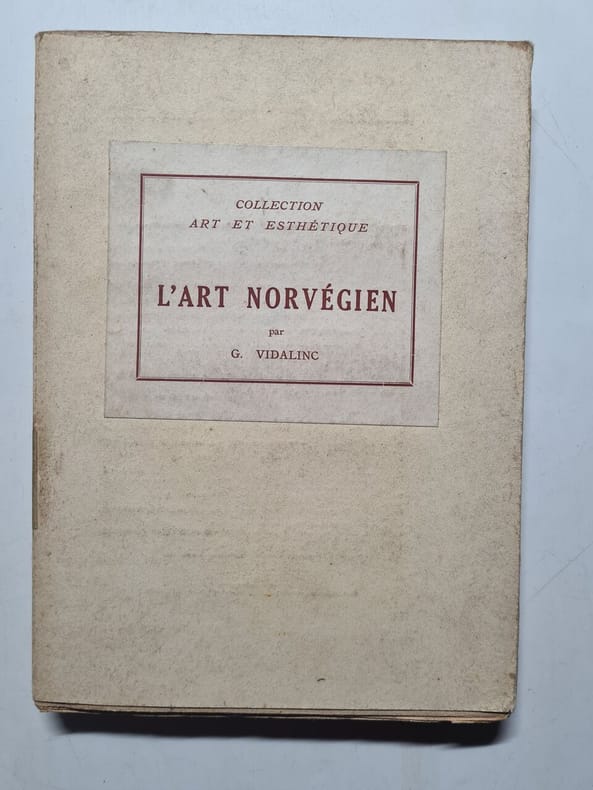 COLLECTION
ART ET ESTHÉTIQUE
L'ART NORVÉGIEN
par
G. VIDALINC